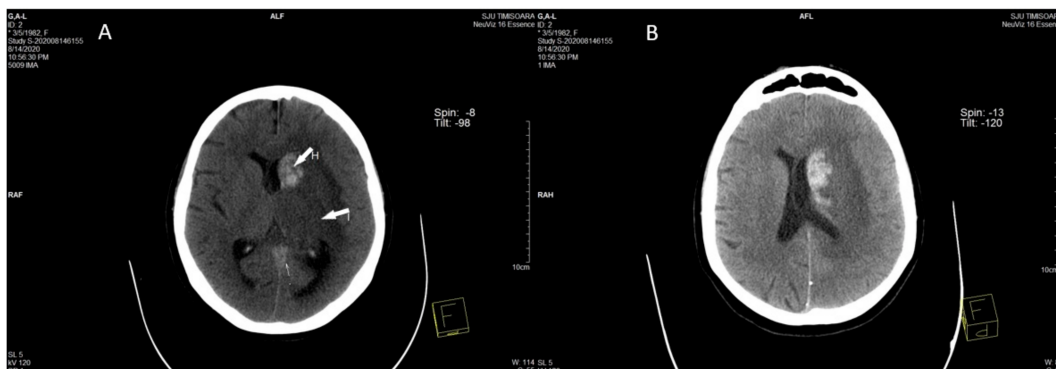 G,A-L
ID: 2
* 3/5/1982, F
Study S-202008146155
8/14/2020
10:56:30 PM
5009 IMA
A
ALF
SJU TIMISOARA
NeuViz 16 Essence
Spin: -8
Tilt: -98
H
I
RAF
10cm
F
SL 5
kV 120
W: 114
G,A-L
ID: 2
* 3/5/1982, F
Study S-202008146155
8/14/2020
10:56:30 PM
1 IMA
B
AFL
SJU TIMISOARA
NeuViz 16 Essence
Spin: -13
Tilt: -120
RAH
10cm
F
SL 5